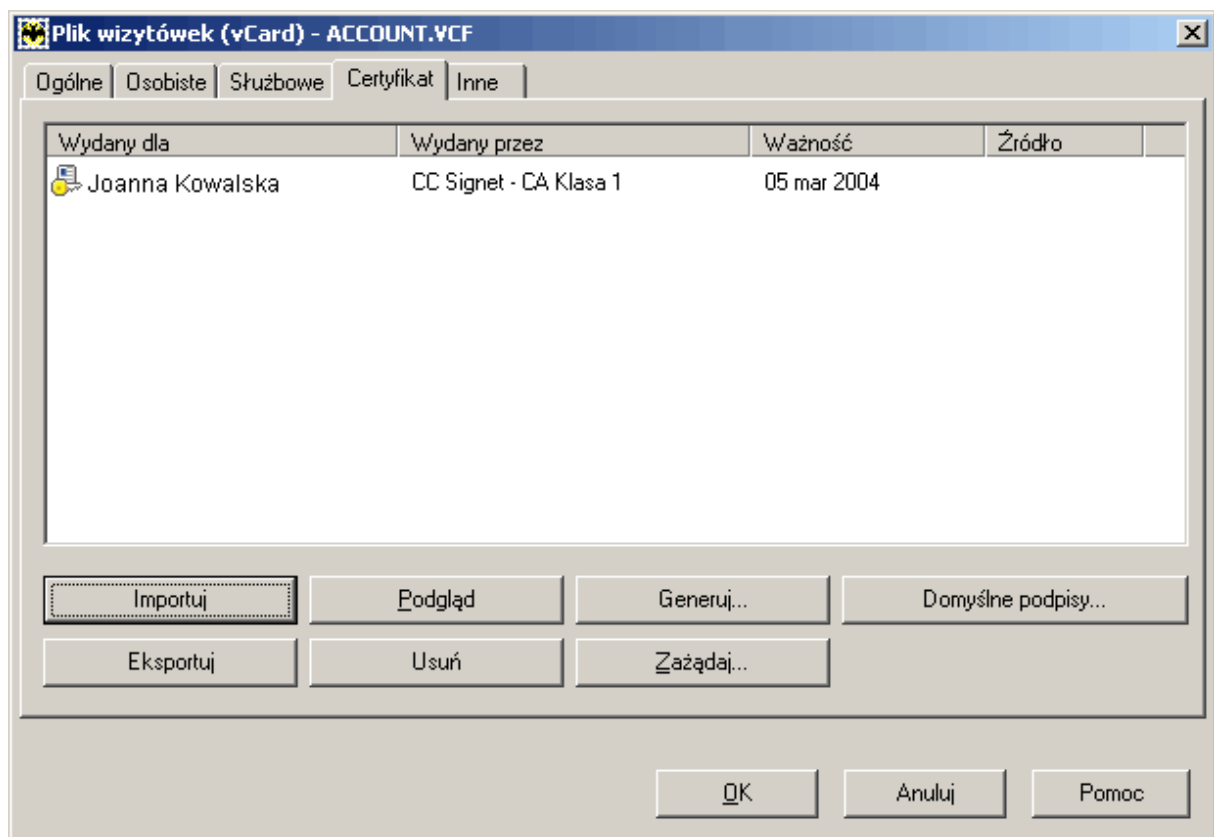 Plik wizytówek (vCard) - ACCOUNT.VCF
Ogólne Osobiste Służbowe Certyfikat Inne
Wydany dla Wydany przez Ważność Źródło
Joanna Kowalska CC Signet - CA Klasa 1 05 mar 2004
Importuj Podgląd Generuj... Domyślne podpisy...
Eksportuj Usuń Zażądaj...
OK Anuluj Pomoc